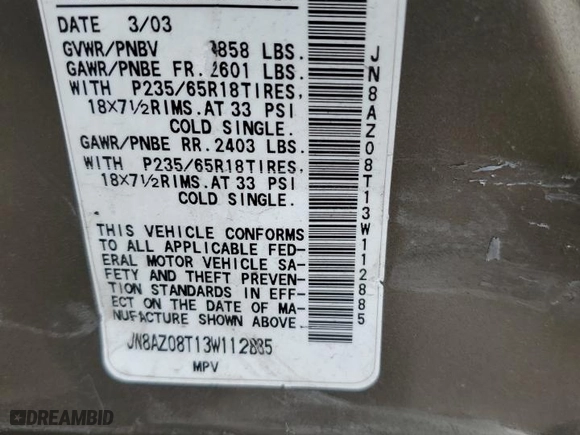 DATE 3/03
GVWR/PNBV 858 LBS.
GAWR/PNBE FR. 2601 LBS.
WITH P235/65R18TIRES,
18X7½RIMS.AT 33 PSI
COLD SINGLE.
GAWR/PNBE RR. 2403 LBS.
WITH P235/65R18TIRES,
18X7½RIMS.AT 33 PSI
COLD SINGLE.
THIS VEHICLE CONFORMS
TO ALL APPLICABLE FED-
ERAL MOTOR VEHICLE SA-
FETY AND THEFT PREVEN-
TION STANDARDS IN EFF-
ECT ON THE DATE OF MA-
NUFACTURE SHOWN ABOVE.
JN8AZ08T13W112885
MPV
JN8AZ08T13W112885
DREAMBID